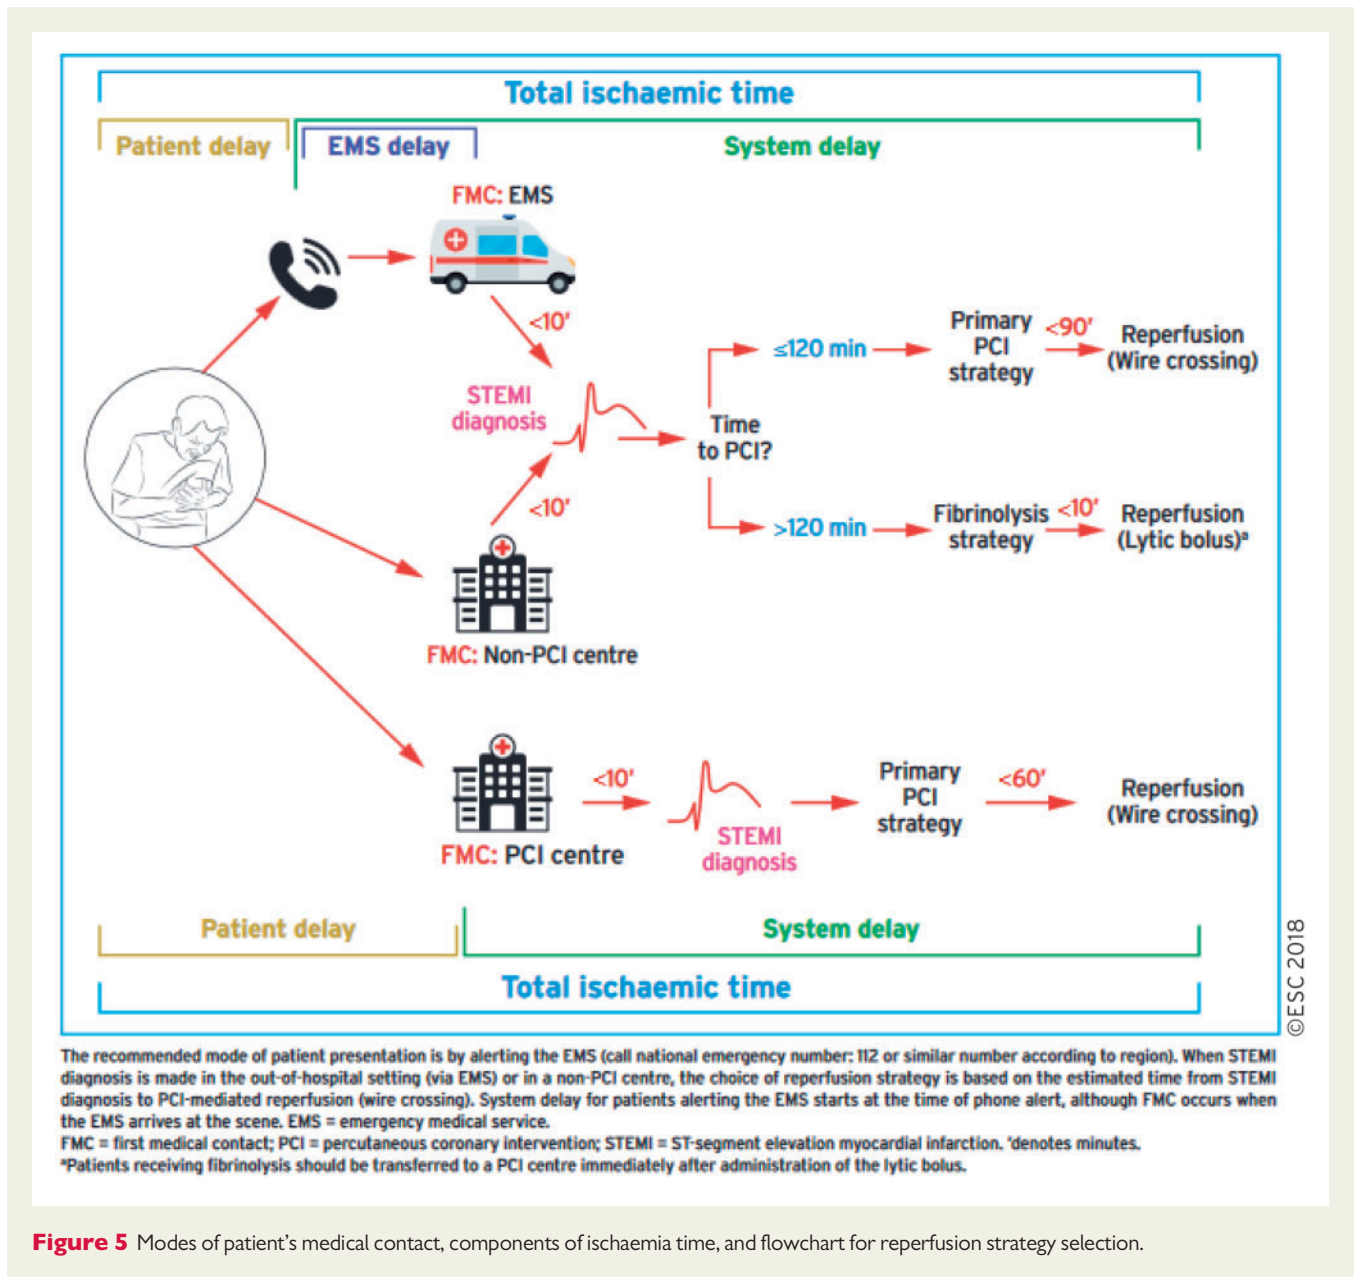 Total ischaemic time
Patient delay
EMS delay
System delay
FMC: EMS
<10'
STEMI
diagnosis
<10'
FMC: Non-PCI centre
Time
to PCI?
≤120 min
Primary
PCI
strategy
<90'
Reperfusion
(Wire crossing)
>120 min
Fibrinolysis
strategy
<10'
Reperfusion
(Lytic bolus)ª
FMC: PCI centre
<10'
STEMI
diagnosis
Primary
PCI
strategy
<60'
Reperfusion
(Wire crossing)
Patient delay
System delay
Total ischaemic time
©ESC 2018
The recommended mode of patient presentation is by alerting the EMS (call national emergency number: 112 or similar number according to region). When STEMI
diagnosis is made in the out-of-hospital setting (via EMS) or in a non-PCI centre, the choice of reperfusion strategy is based on the estimated time from STEMI
diagnosis to PCI-mediated reperfusion (wire crossing). System delay for patients alerting the EMS starts at the time of phone alert, although FMC occurs when
the EMS arrives at the scene. EMS = emergency medical service.
FMC = first medical contact; PCI = percutaneous coronary intervention; STEMI = ST-segment elevation myocardial infarction. 'denotes minutes.
ªPatients receiving fibrinolysis should be transferred to a PCI centre immediately after administration of the lytic bolus.
Figure 5 Modes of patient's medical contact, components of ischaemia time, and flowchart for reperfusion strategy selection.